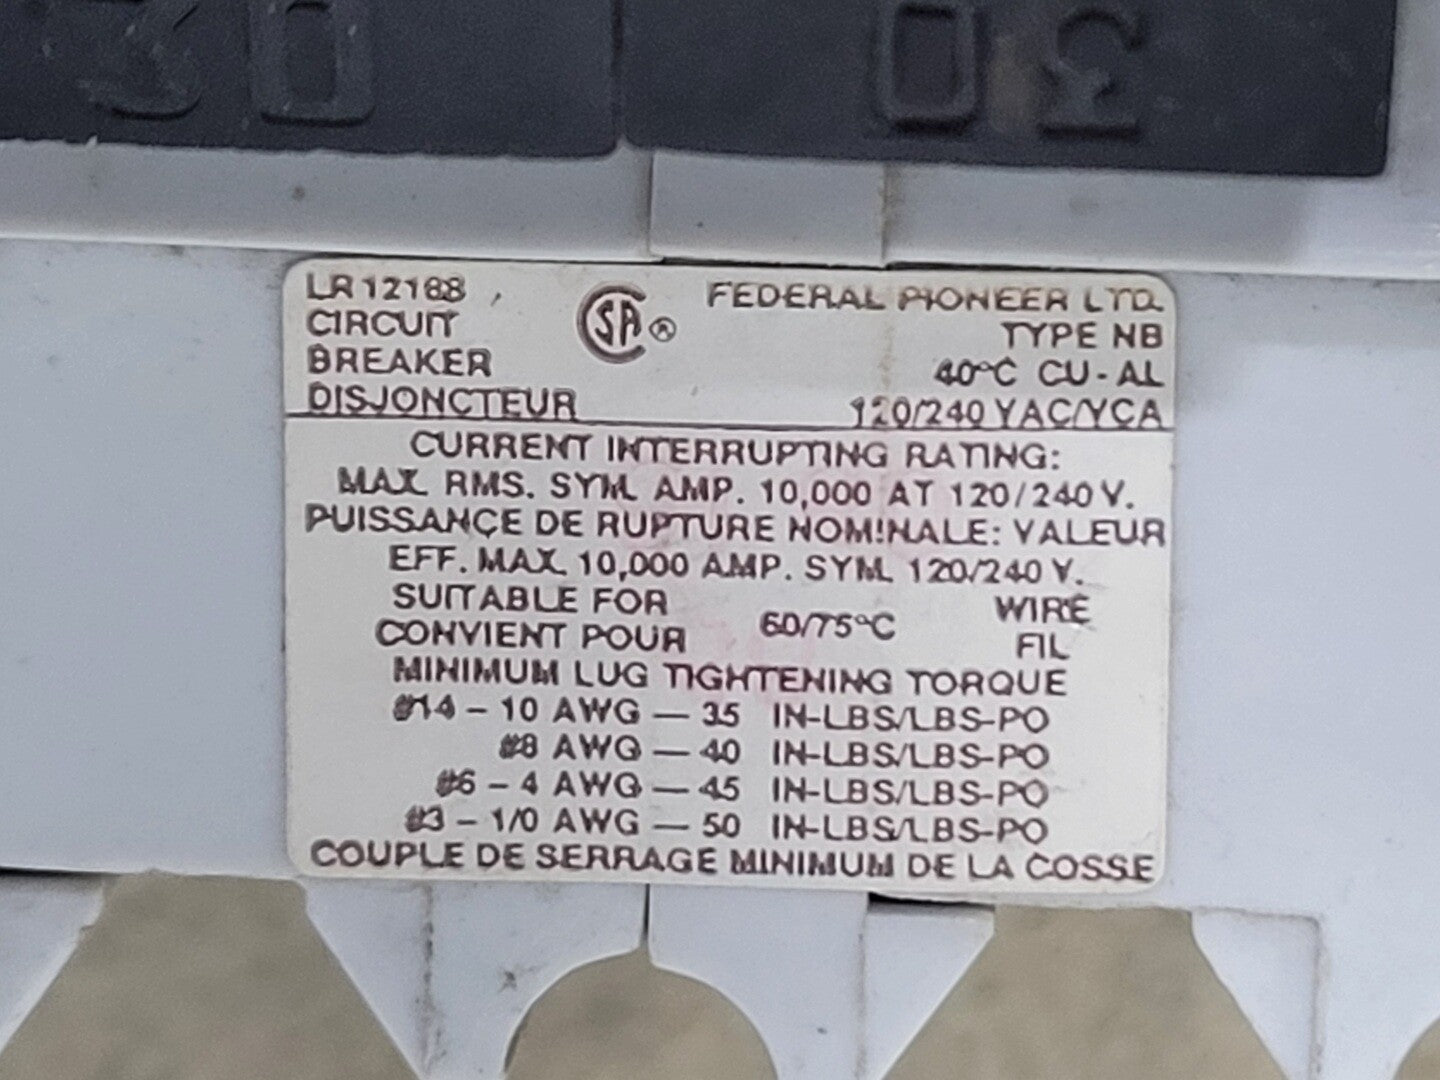 30
30
LR 12188
CIRCUIT
BREAKER
DISJONCTEUR
SA ®
FEDERAL PIONEER LTD.
TYPE NB
40°C CU-AL
120/240 VAC/VCA
CURRENT INTERRUPTING RATING:
MAX. RMS. SYM. AMP. 10,000 AT 120/240 V.
PUISSANÇE DE RUPTURE NOMINALE: VALEUR
EFF. MAX. 10,000 AMP. SYM. 120/240 V.
SUITABLE FOR 60/75°C WIRE
CONVIENT POUR FIL
MINIMUM LUG TIGHTENING TORQUE
#14 - 10 AWG — 35 IN-LBS/LBS-PO
#8 AWG — 40 IN-LBS/LBS-PO
#6 - 4 AWG — 45 IN-LBS/LBS-PO
#3 - 1/0 AWG — 50 IN-LBS/LBS-PO
COUPLE DE SERRAGE MINIMUM DE LA COSSE